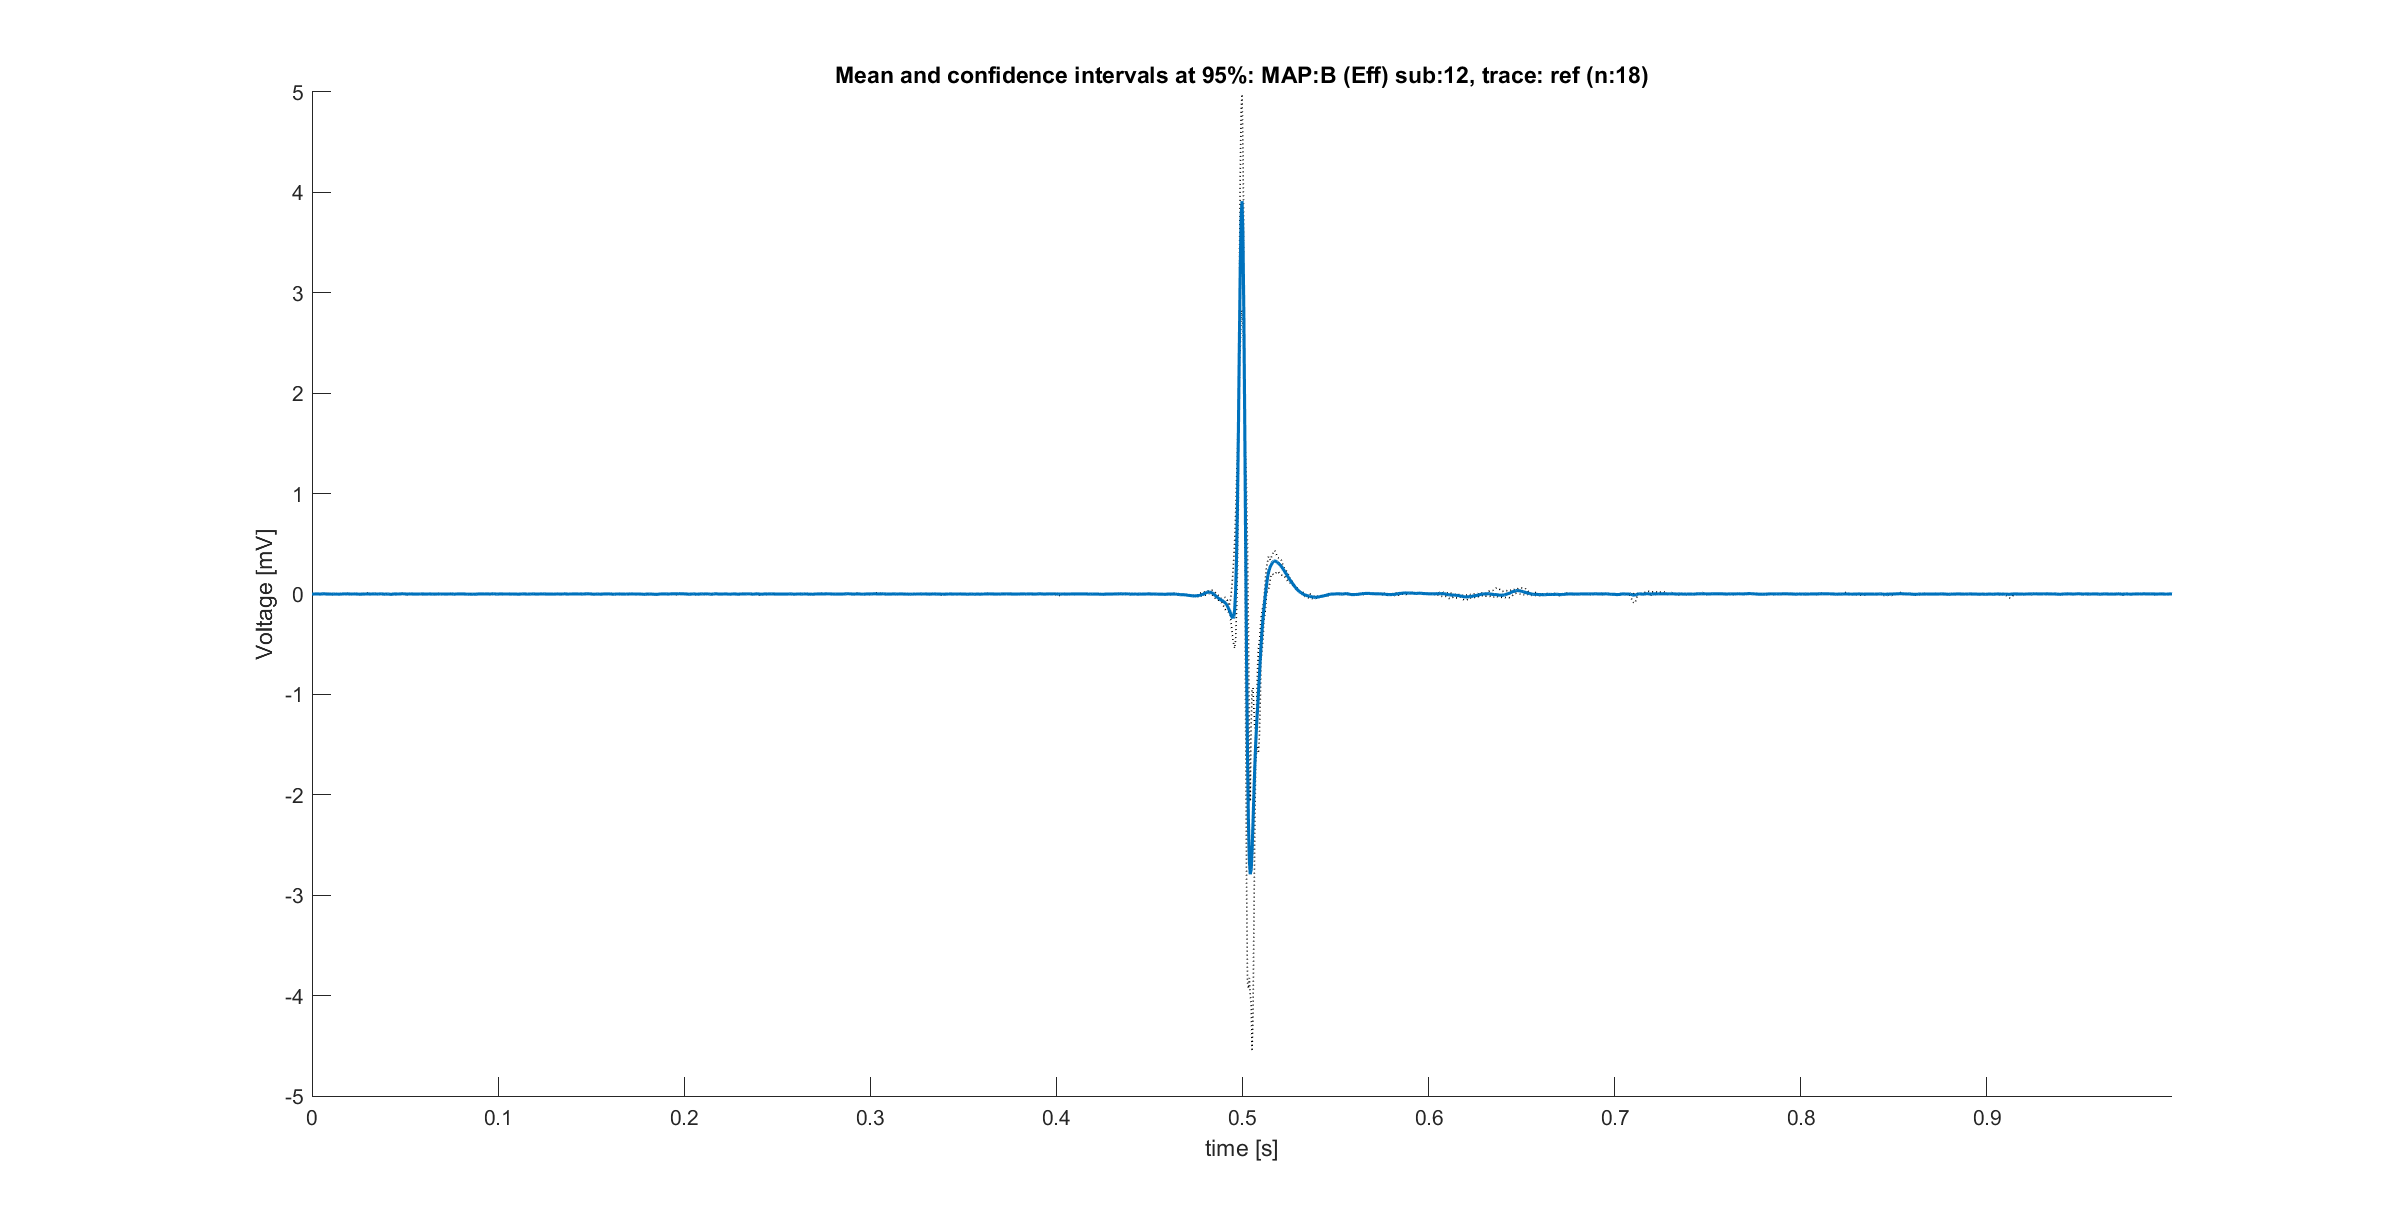 Mean and confidence intervals at 95%: MAP:B (Eff) sub:12, trace: ref (n:18)
5
4
3
2
1
0
-1
-2
-3
-4
-5
Voltage [mV]
0 0.1 0.2 0.3 0.4 0.5 0.6 0.7 0.8 0.9
time [s]